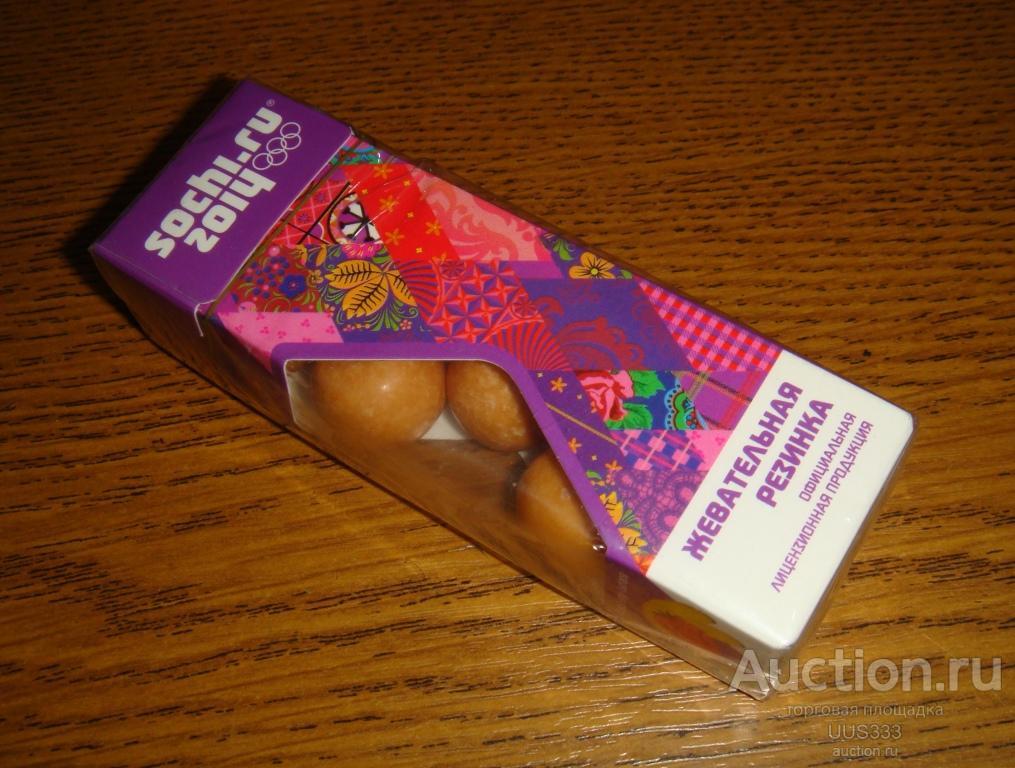 sochi.ru®
2014
ЖЕВАТЕЛЬНАЯ
РЕЗИНКА
ОФИЦИАЛЬНАЯ
ЛИЦЕНЗИОННАЯ ПРОДУКЦИЯ
Auction.ru
торговая площадка
UUS333
auction.ru